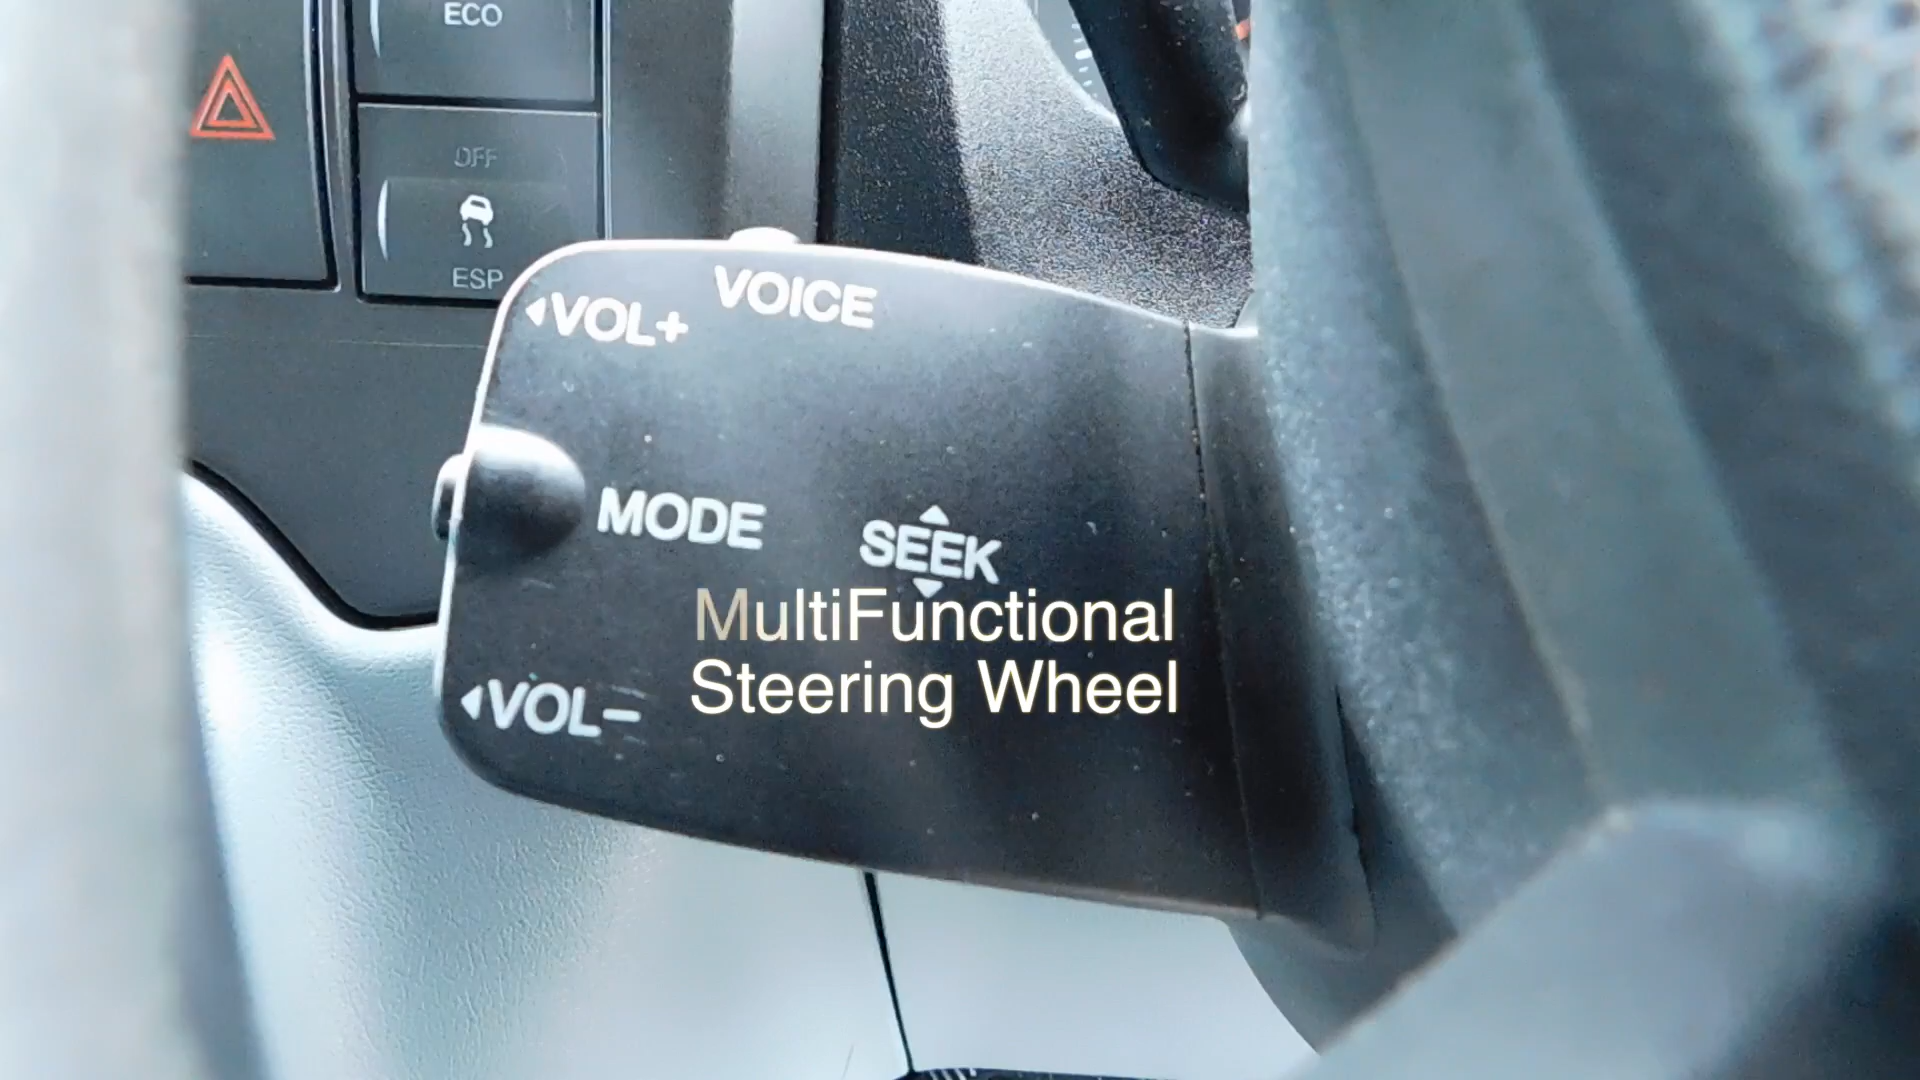 ECO
OFF
ESP
VOICE
VOL+
MODE
SEEK
MultiFunctional
Steering Wheel
VOL-